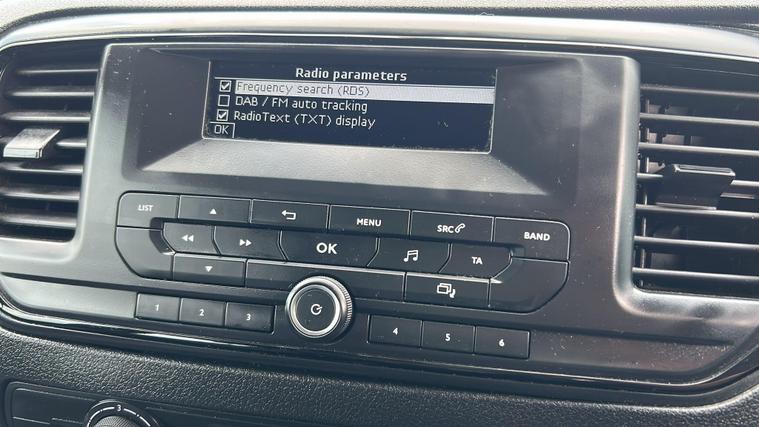 Radio parameters
Frequency search (RDS)
DAB / FM auto tracking
RadioText (TXT) display
OK
LIST
MENU
SRC
BAND
OK
TA
1
2
3
4
5
6
3